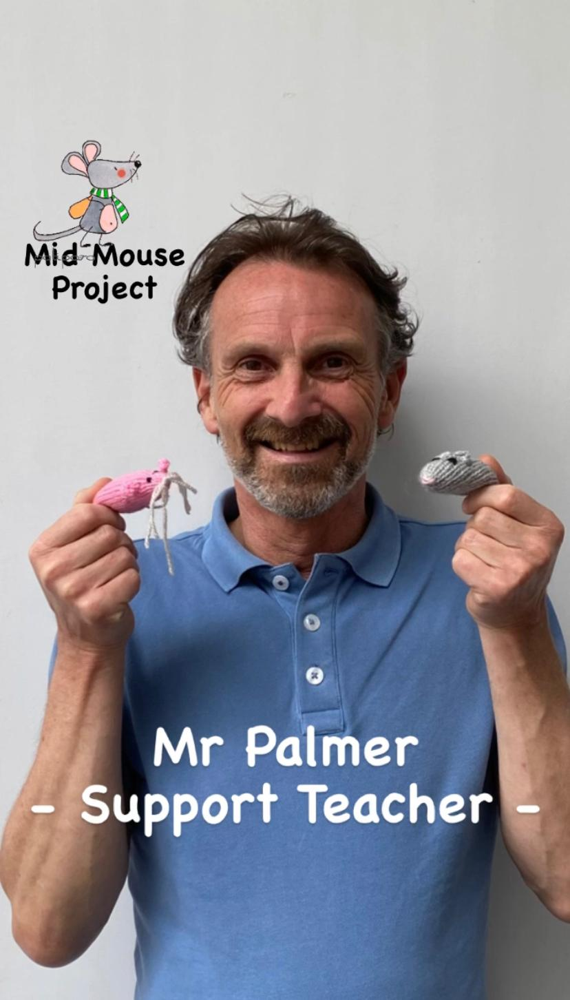 Mid-Mouse
Project
Mr Palmer
- Support Teacher -